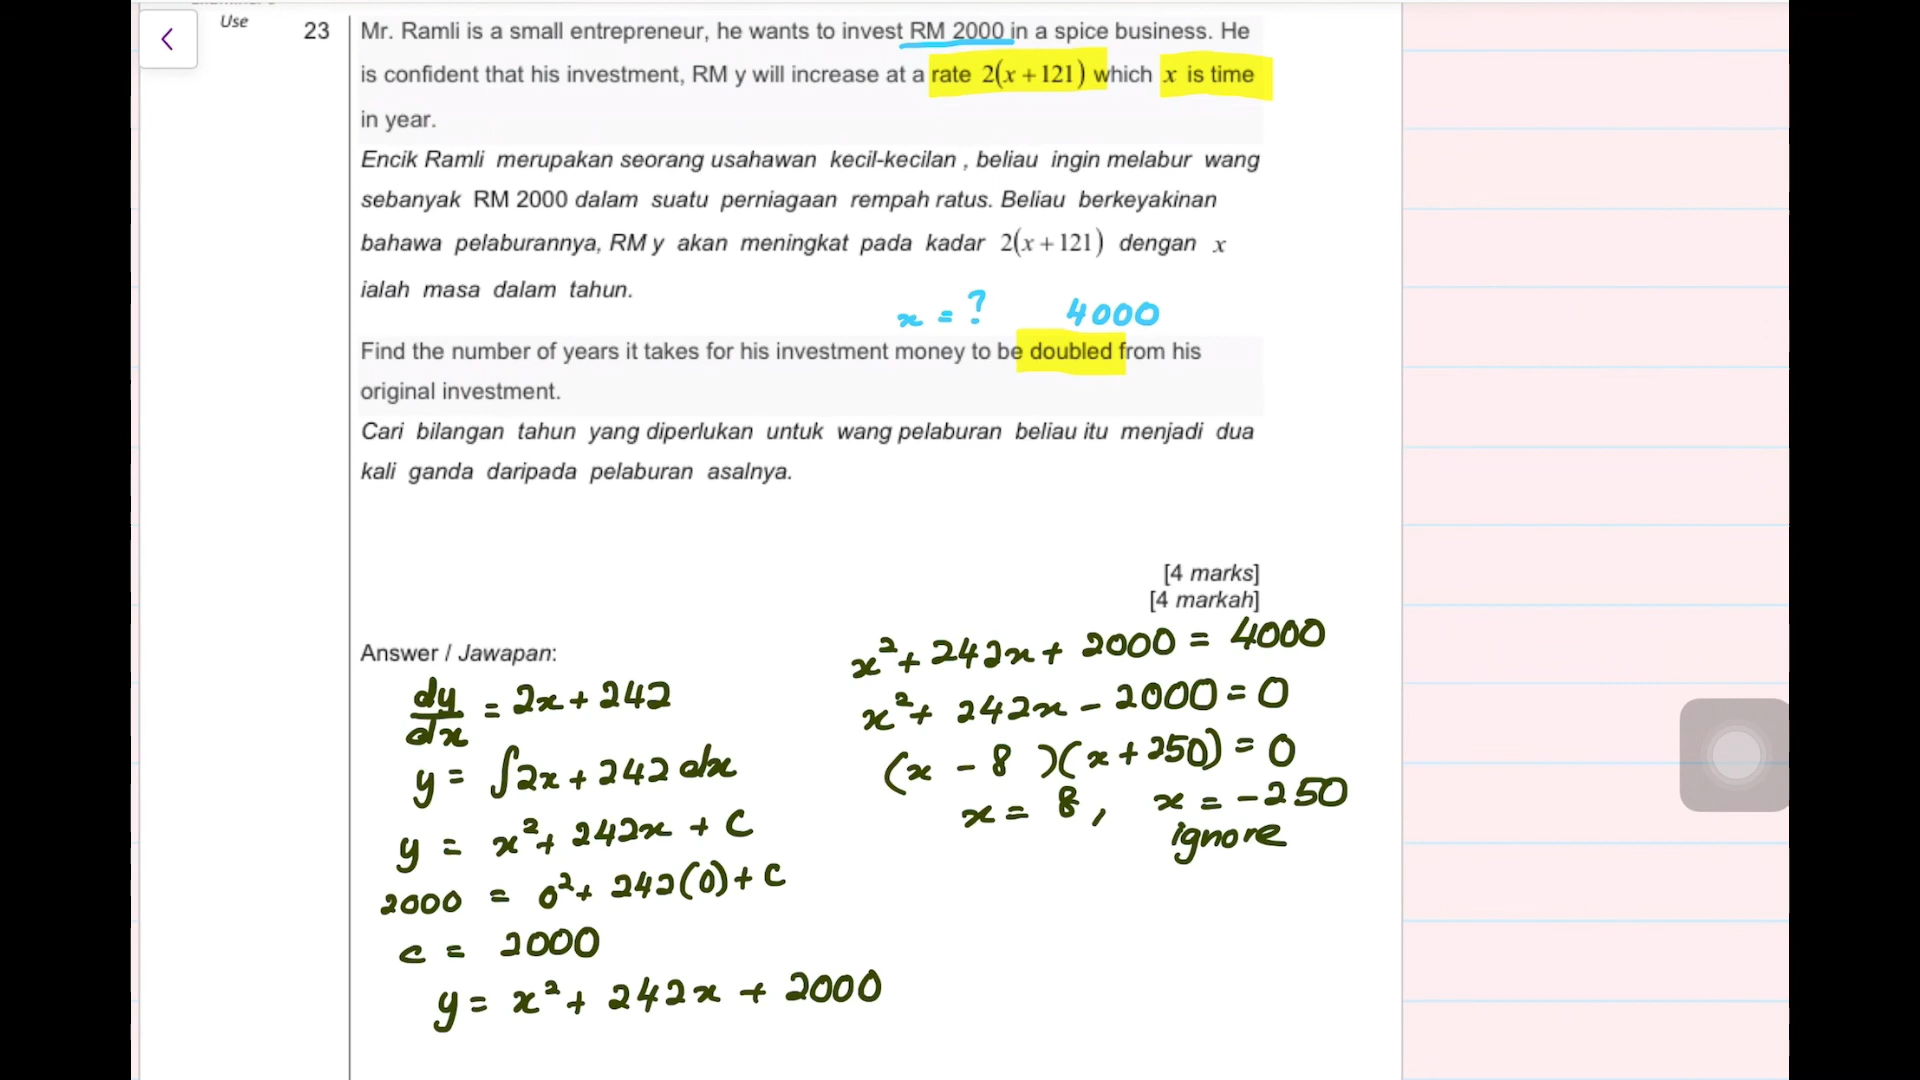 Use
23 Mr. Ramli is a small entrepreneur, he wants to invest RM 2000 in a spice business. He
is confident that his investment, RM y will increase at a rate 2(x+121) which x is time
in year.
Encik Ramli merupakan seorang usahawan kecil-kecilan , beliau ingin melabur wang
sebanyak RM 2000 dalam suatu perniagaan rempah ratus. Beliau berkeyakinan
bahawa pelaburannya, RM y akan meningkat pada kadar 2(x+121) dengan x
ialah masa dalam tahun.
x = ? 4000
Find the number of years it takes for his investment money to be doubled from his
original investment.
Cari bilangan tahun yang diperlukan untuk wang pelaburan beliau itu menjadi dua
kali ganda daripada pelaburan asalnya.
[4 marks]
[4 markah]
Answer / Jawapan:
dy/dx = 2x + 242
y = ∫2x + 242 dx
y = x² + 242x + c
2000 = 0² + 242(0) + c
c = 2000
y = x² + 242x + 2000
x² + 242x + 2000 = 4000
x² + 242x - 2000 = 0
(x - 8)(x + 250) = 0
x = 8, x = -250
ignore